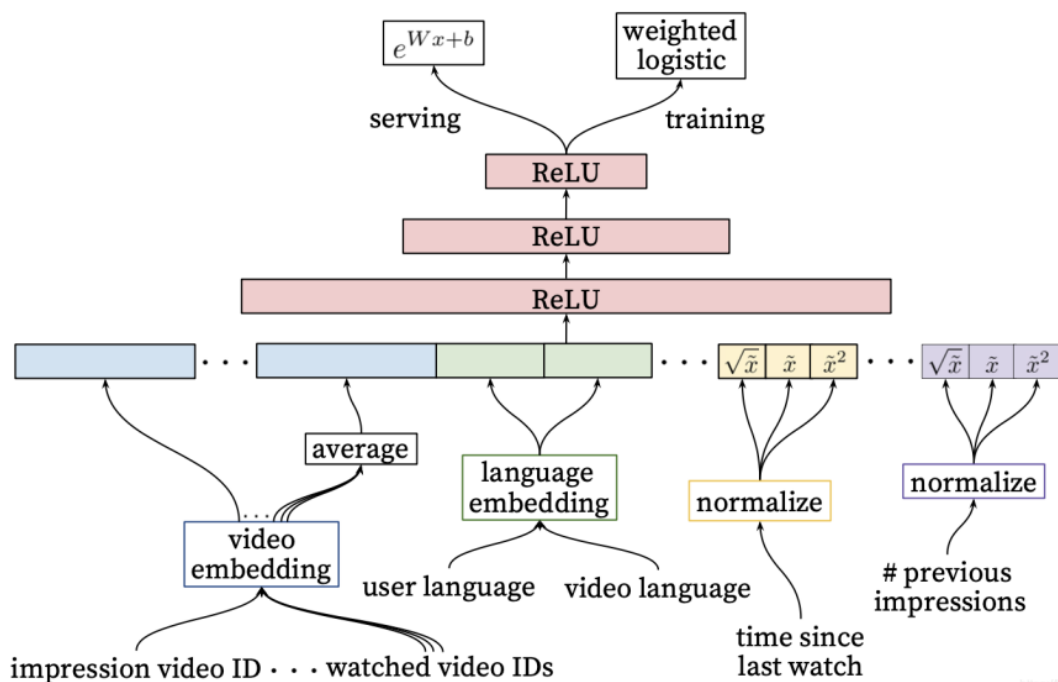 e^{Wx+b}
weighted
logistic
serving
training
ReLU
ReLU
ReLU
. . .
. . .
√x̃ x̃ x̃²
. . .
√x̃ x̃ x̃²
average
language
embedding
normalize
normalize
. . .
video
embedding
user language
video language
# previous
impressions
impression video ID . . . watched video IDs
time since
last watch